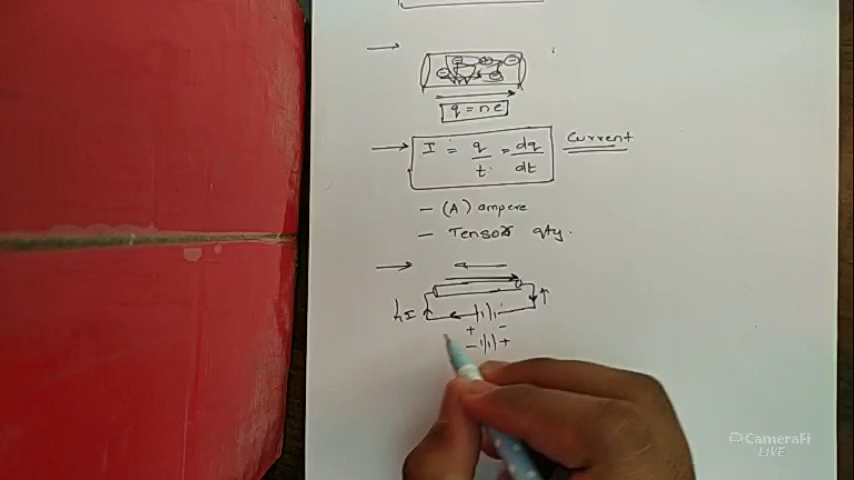 q = ne
I = q/t = dq/dt Current
- (A) ampere
- Tensor qty.
I
+ -
- +
CameraFi
LIVE